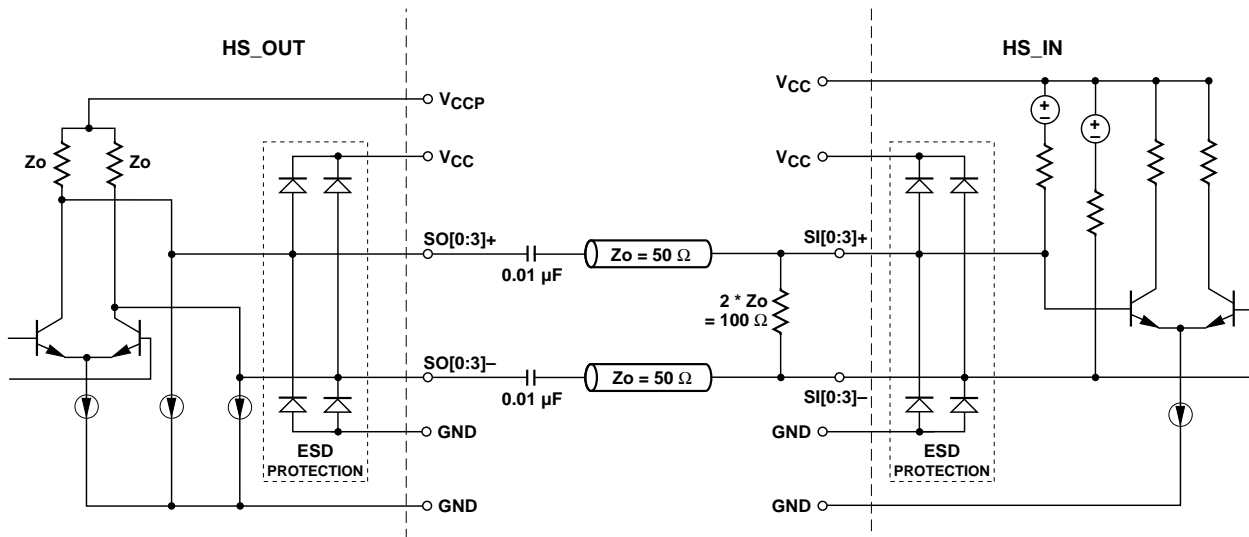 HS_OUT
HS_IN
VCCP
VCC
Zo
Zo
VCC
VCC
SO[0:3]+
0.01 µF
Zo = 50 Ω
SI[0:3]+
2 * Zo
= 100 Ω
SO[0:3]–
0.01 µF
Zo = 50 Ω
SI[0:3]–
GND
GND
ESD
PROTECTION
ESD
PROTECTION
GND
GND
+
–
+
–